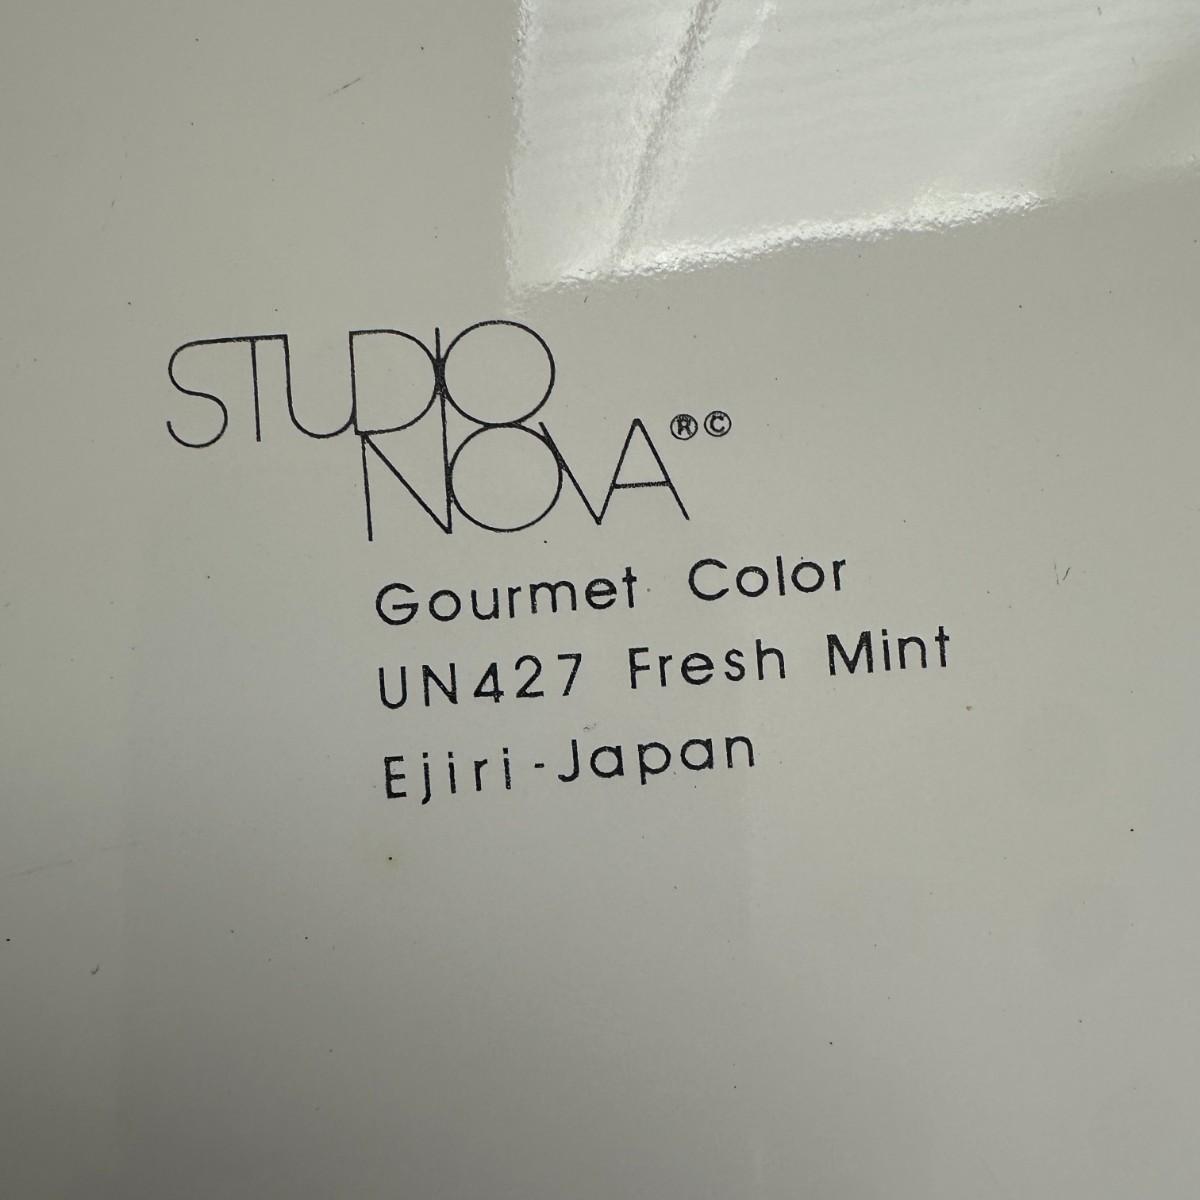 STUDIO
NOVA®©
Gourmet Color
UN427 Fresh Mint
Ejiri-Japan